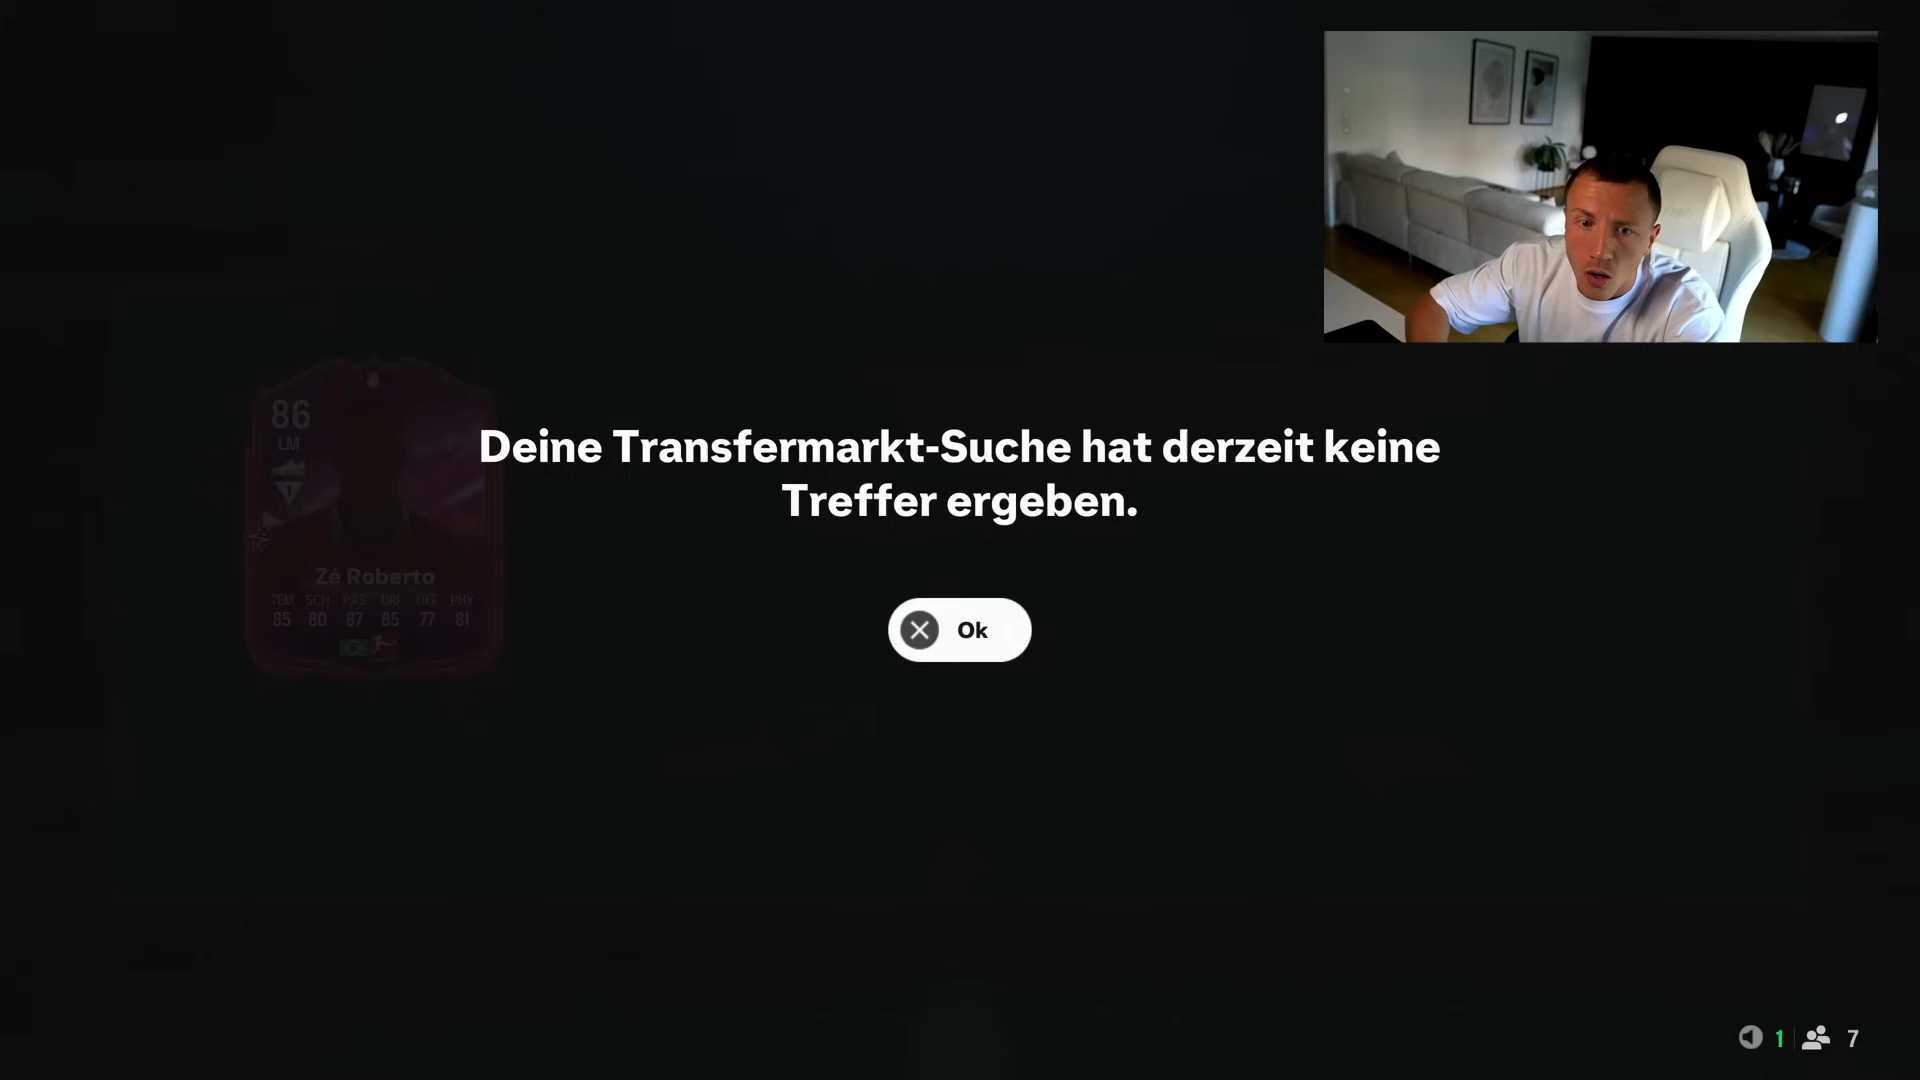 86
LM
Deine Transfermarkt-Suche hat derzeit keine
Treffer ergeben.
Zé Roberto
TEM SCH PAS DRI DEF PHY
85 80 87 85 77 81
Ok
1 7